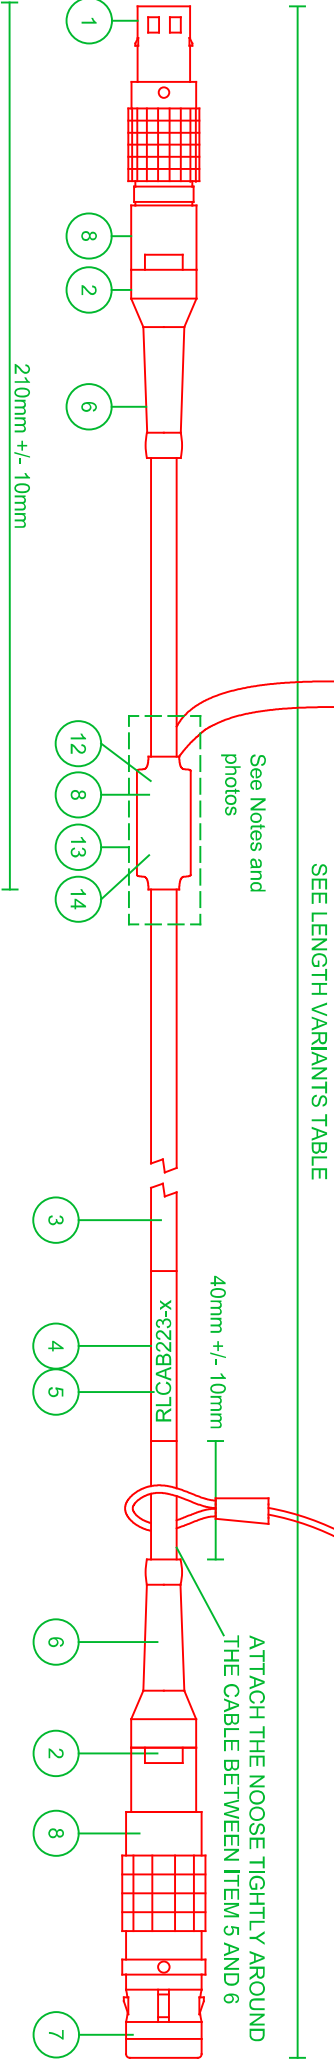 SEE LENGTH VARIANTS TABLE
1
8
2
6
210mm +/- 10mm
See Notes and
photos
12
8
13
14
3
4
5
RLCAB223-x
40mm +/- 10mm
ATTACH THE NOOSE TIGHTLY AROUND
THE CABLE BETWEEN ITEM 5 AND 6
6
2
8
7